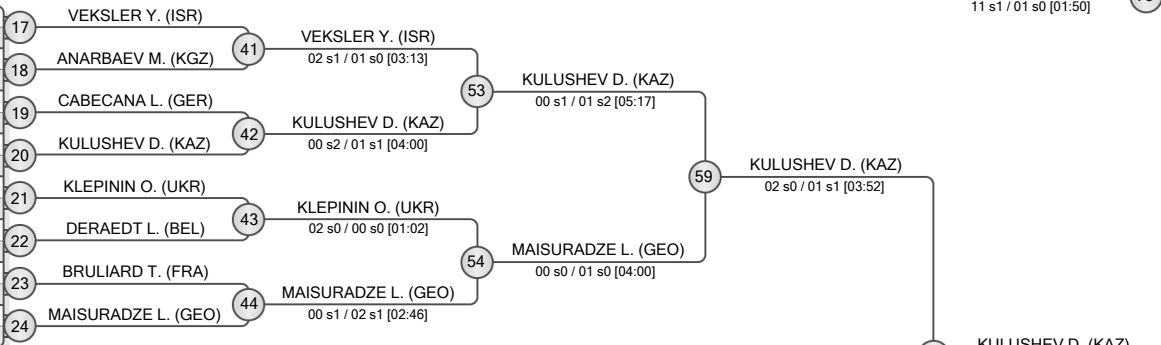 11 s1 / 01 s0 [01:50]
17
VEKSLER Y. (ISR)
18
ANARBAEV M. (KGZ)
19
CABECANA L. (GER)
20
KULUSHEV D. (KAZ)
21
KLEPININ O. (UKR)
22
DERAEDT L. (BEL)
23
BRULIARD T. (FRA)
24
MAISURADZE L. (GEO)
41
VEKSLER Y. (ISR)
02 s1 / 01 s0 [03:13]
42
KULUSHEV D. (KAZ)
00 s2 / 01 s1 [04:00]
43
KLEPININ O. (UKR)
02 s0 / 00 s0 [01:02]
44
MAISURADZE L. (GEO)
00 s1 / 02 s1 [02:46]
53
KULUSHEV D. (KAZ)
00 s1 / 01 s2 [05:17]
54
MAISURADZE L. (GEO)
00 s0 / 01 s0 [04:00]
59
KULUSHEV D. (KAZ)
02 s0 / 01 s1 [03:52]
KULUSHEV D. (KAZ)